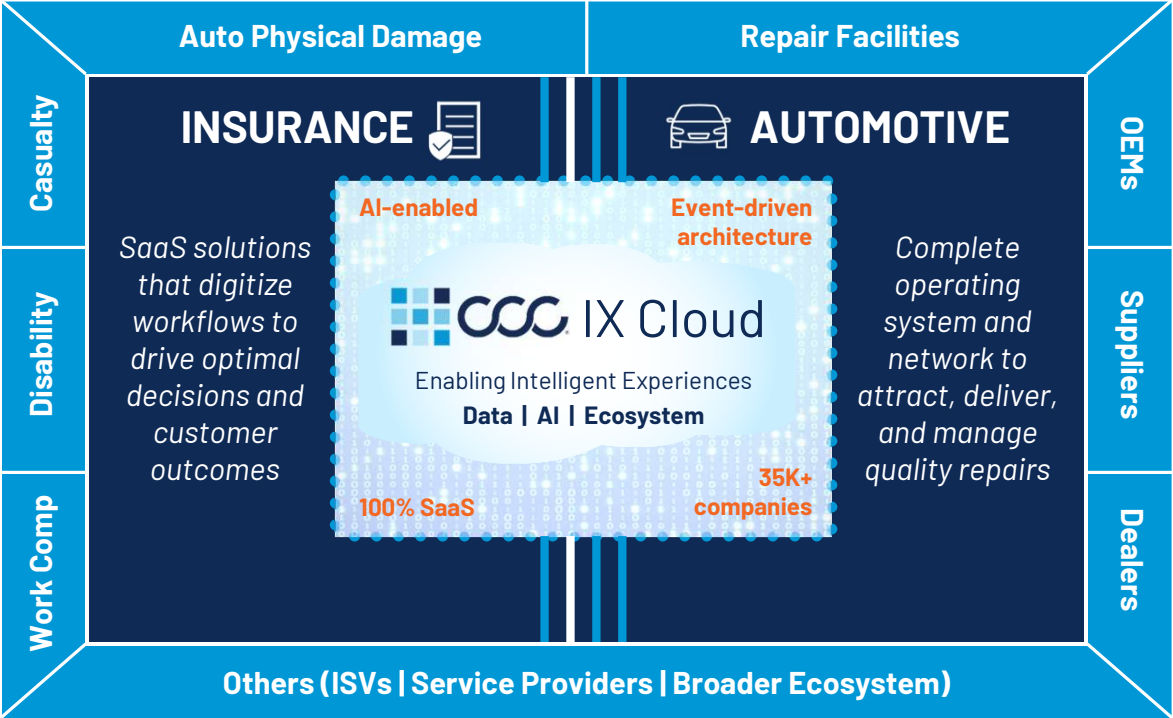 Auto Physical Damage
Repair Facilities
Casualty
Disability
Work Comp
INSURANCE
SaaS solutions
that digitize
workflows to
drive optimal
decisions and
customer
outcomes
AI-enabled
Event-driven
architecture
CCC IX Cloud
Enabling Intelligent Experiences
Data | AI | Ecosystem
100% SaaS
35K+
companies
AUTOMOTIVE
Complete
operating
system and
network to
attract, deliver,
and manage
quality repairs
OEMs
Suppliers
Dealers
Others (ISVs | Service Providers | Broader Ecosystem)